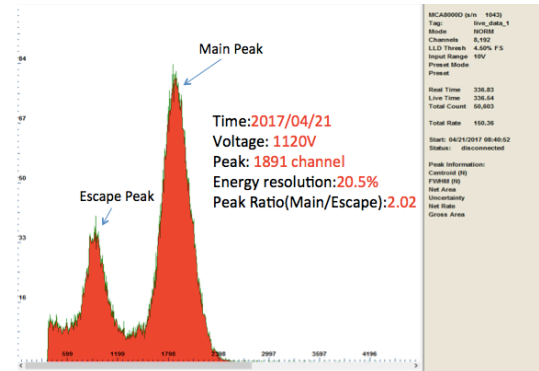 84
67
50
33
16
599
1199
1798
2398
2997
3697
4196
Main Peak
Escape Peak
Time:2017/04/21
Voltage: 1120V
Peak: 1891 channel
Energy resolution:20.5%
Peak Ratio(Main/Escape):2.02
MCA8000D (s/n 1043)
Tag: live_data_1
Mode NORM
Channels 8,192
LLD Thresh 4.50% FS
Input Range 10V
Preset Mode
Preset
Real Time 336.83
Live Time 336.54
Total Count 50,603
Total Rate 150.36
Start: 04/21/2017 08:40:52
Status: disconnected
Peak Information:
Centroid (N)
FWHM (N)
Net Area
Uncertainty
Net Rate
Gross Area